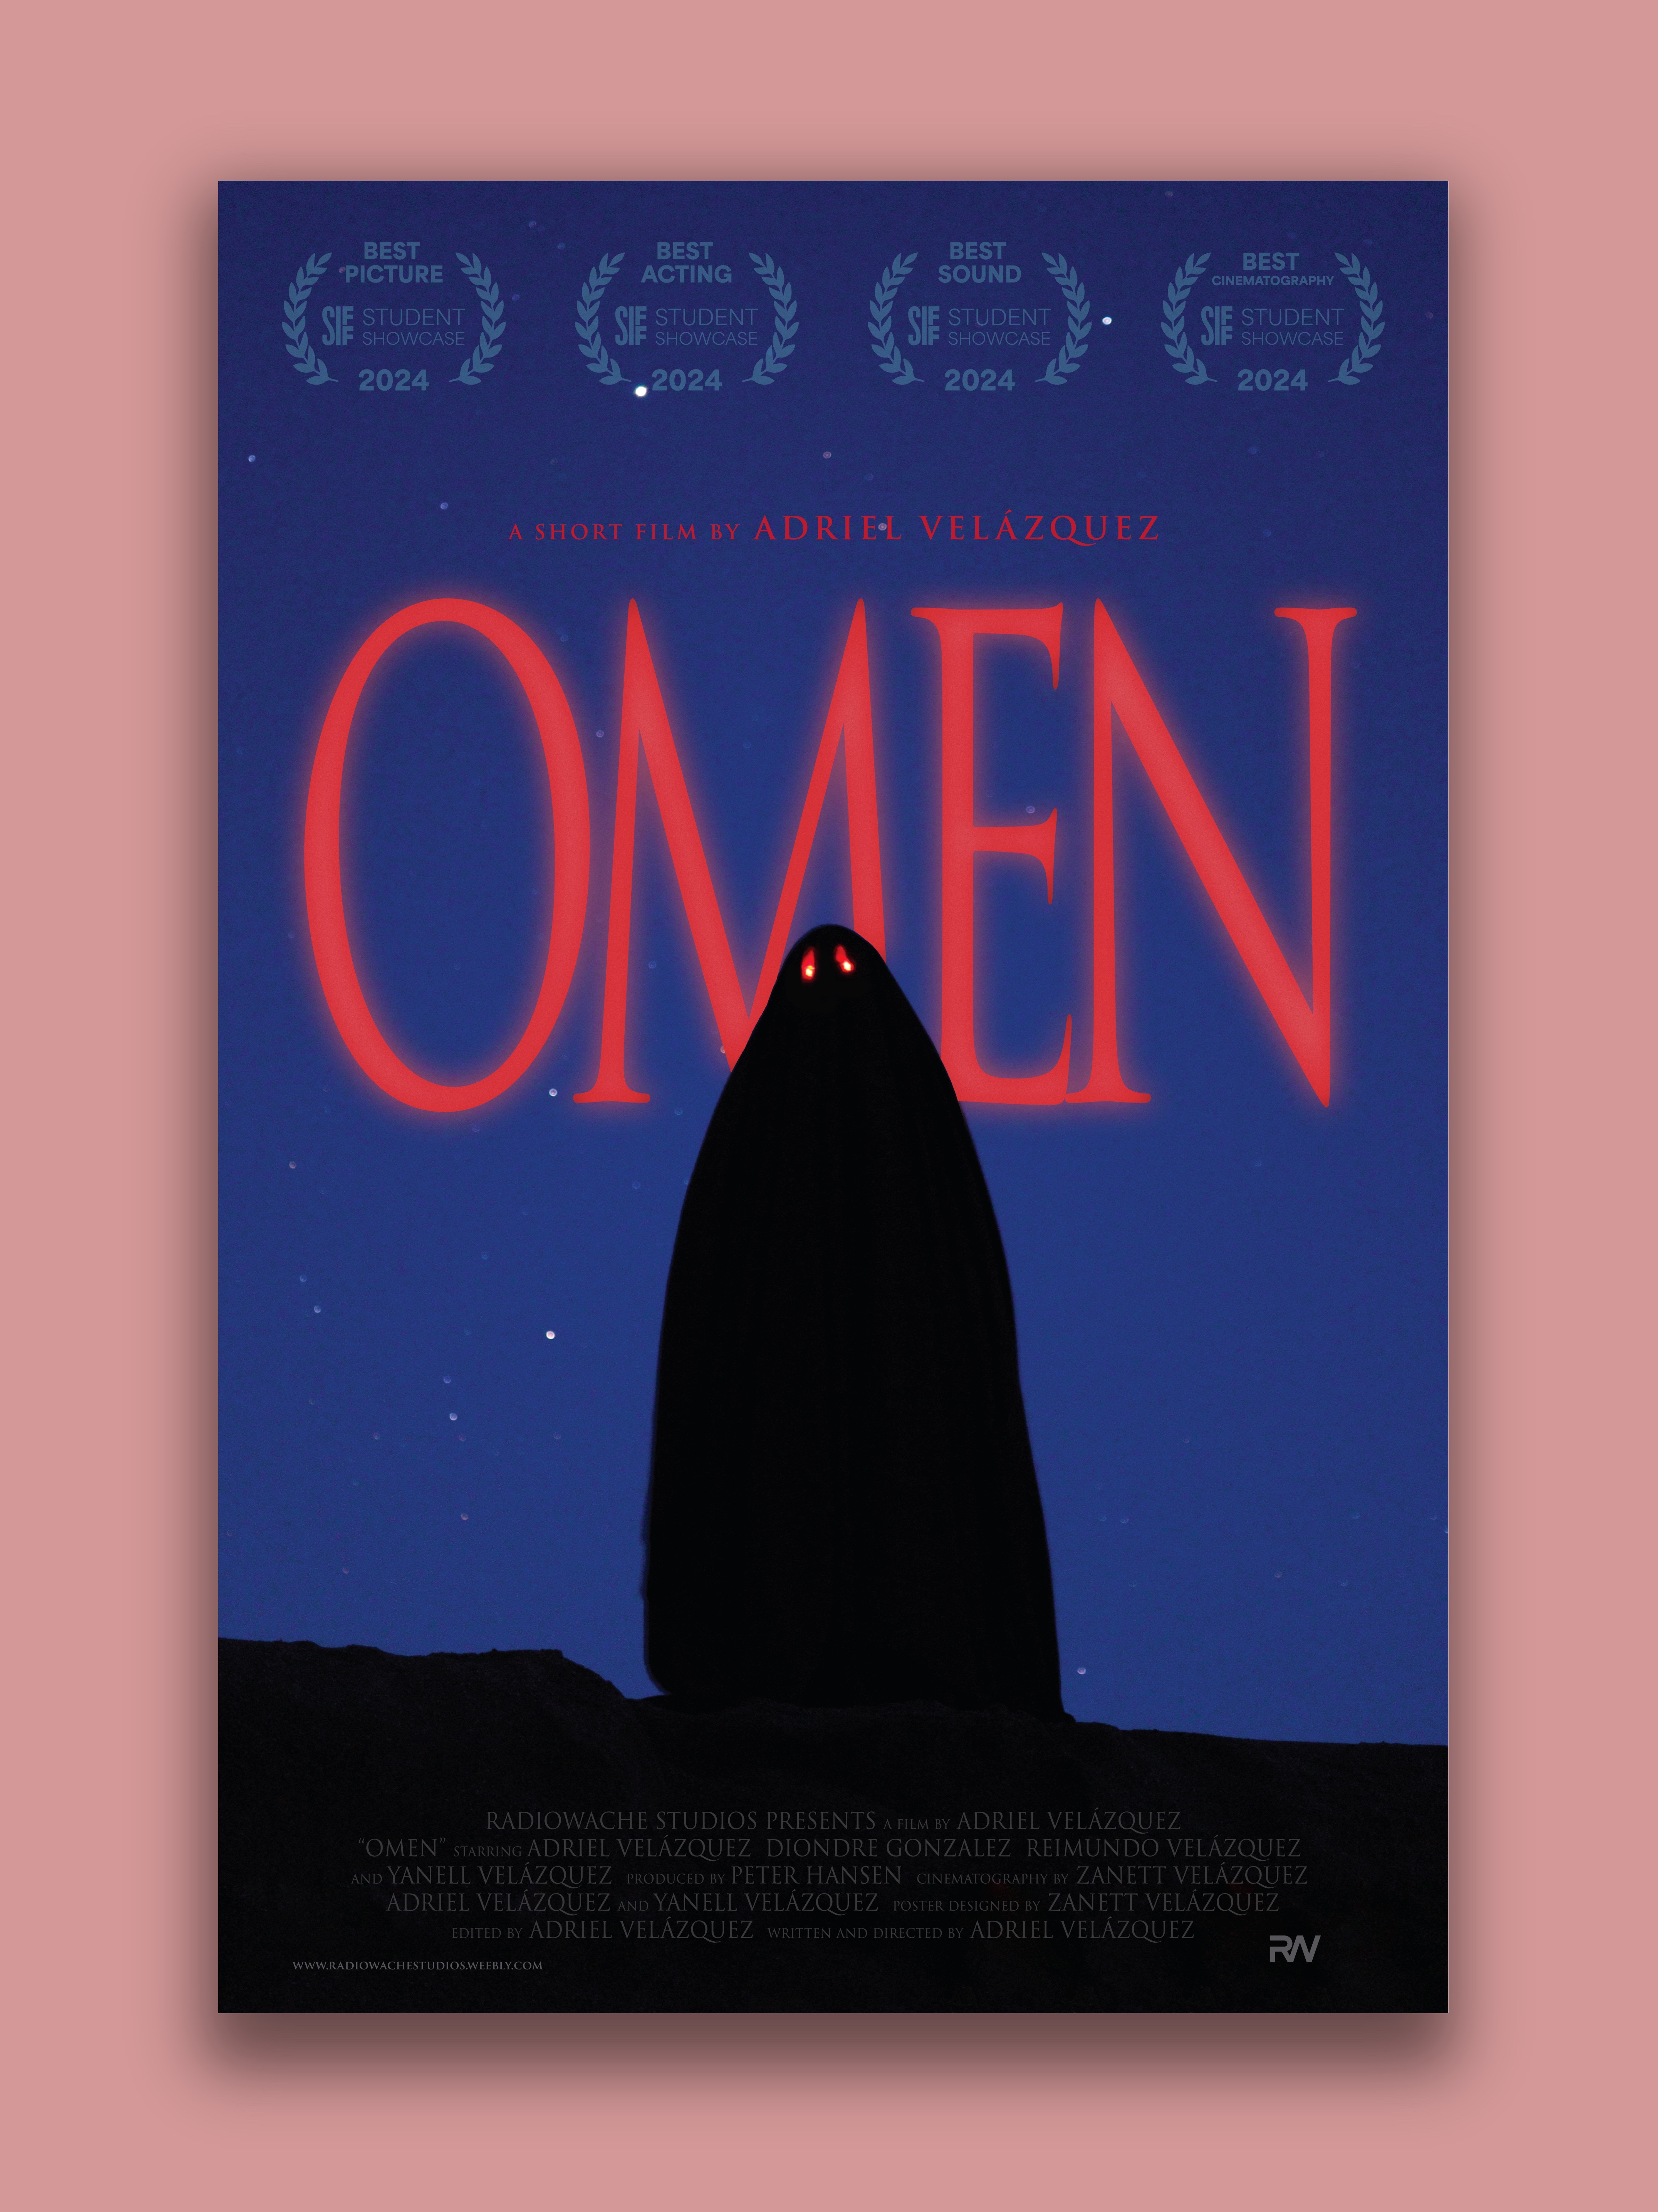 BEST
PICTURE
SIFF STUDENT
SHOWCASE
2024
BEST
ACTING
SIFF STUDENT
SHOWCASE
2024
BEST
SOUND
SIFF STUDENT
SHOWCASE
2024
BEST
CINEMATOGRAPHY
SIFF STUDENT
SHOWCASE
2024
A SHORT FILM BY ADRIEL VELÁZQUEZ
OMEN
RADIOWACHE STUDIOS PRESENTS A FILM BY ADRIEL VELÁZQUEZ
“OMEN” STARRING ADRIEL VELÁZQUEZ DIONDRE GONZALEZ REIMUNDO VELÁZQUEZ
AND YANELL VELÁZQUEZ PRODUCED BY PETER HANSEN CINEMATOGRAPHY BY ZANETT VELÁZQUEZ
ADRIEL VELÁZQUEZ AND YANELL VELÁZQUEZ POSTER DESIGNED BY ZANETT VELÁZQUEZ
EDITED BY ADRIEL VELÁZQUEZ WRITTEN AND DIRECTED BY ADRIEL VELÁZQUEZ
RW
WWW.RADIOWACHESTUDIOS.WEEBLY.COM